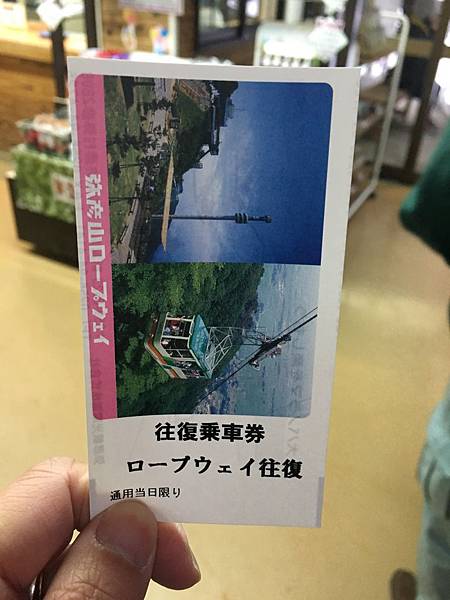 弥彦山ロープウェイ
往復乗車券
ロープウェイ往復
通用当日限り